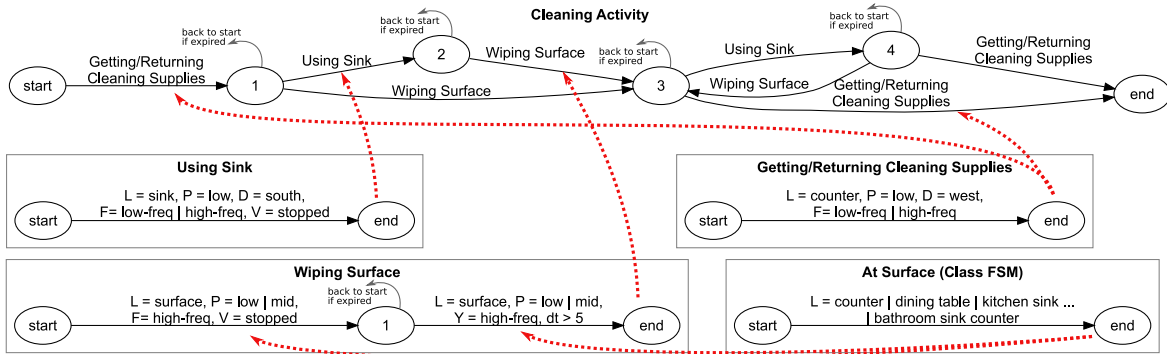 Cleaning Activity
back to start
if expired
back to start
if expired
back to start
if expired
back to start
if expired
start
Getting/Returning
Cleaning Supplies
1
Using Sink
2
Wiping Surface
Wiping Surface
3
Using Sink
4
Wiping Surface
Getting/Returning
Cleaning Supplies
Getting/Returning
Cleaning Supplies
end
Using Sink
start
L = sink, P = low, D = south,
F= low-freq | high-freq, V = stopped
end
Getting/Returning Cleaning Supplies
start
L = counter, P = low, D = west,
F= low-freq | high-freq
end
Wiping Surface
start
L = surface, P = low | mid,
F= high-freq, V = stopped
back to start
if expired
1
L = surface, P = low | mid,
Y = high-freq, dt > 5
end
At Surface (Class FSM)
start
L = counter | dining table | kitchen sink ...
| bathroom sink counter
end